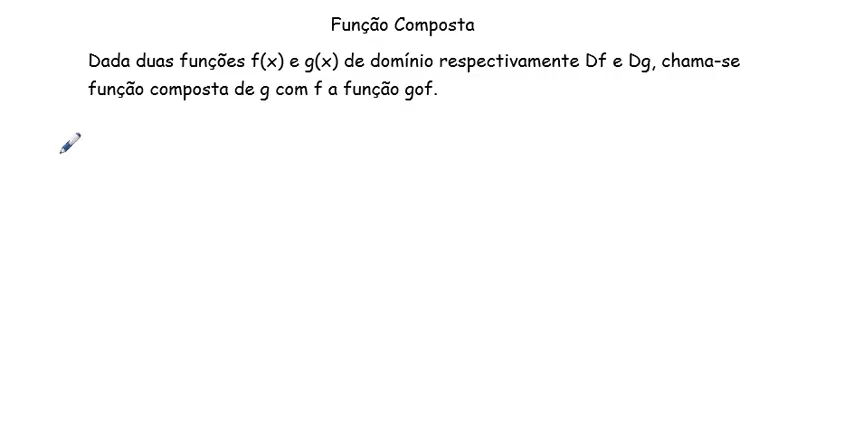 Função Composta
Dada duas funções f(x) e g(x) de domínio respectivamente Df e Dg, chama-se
função composta de g com f a função gof.